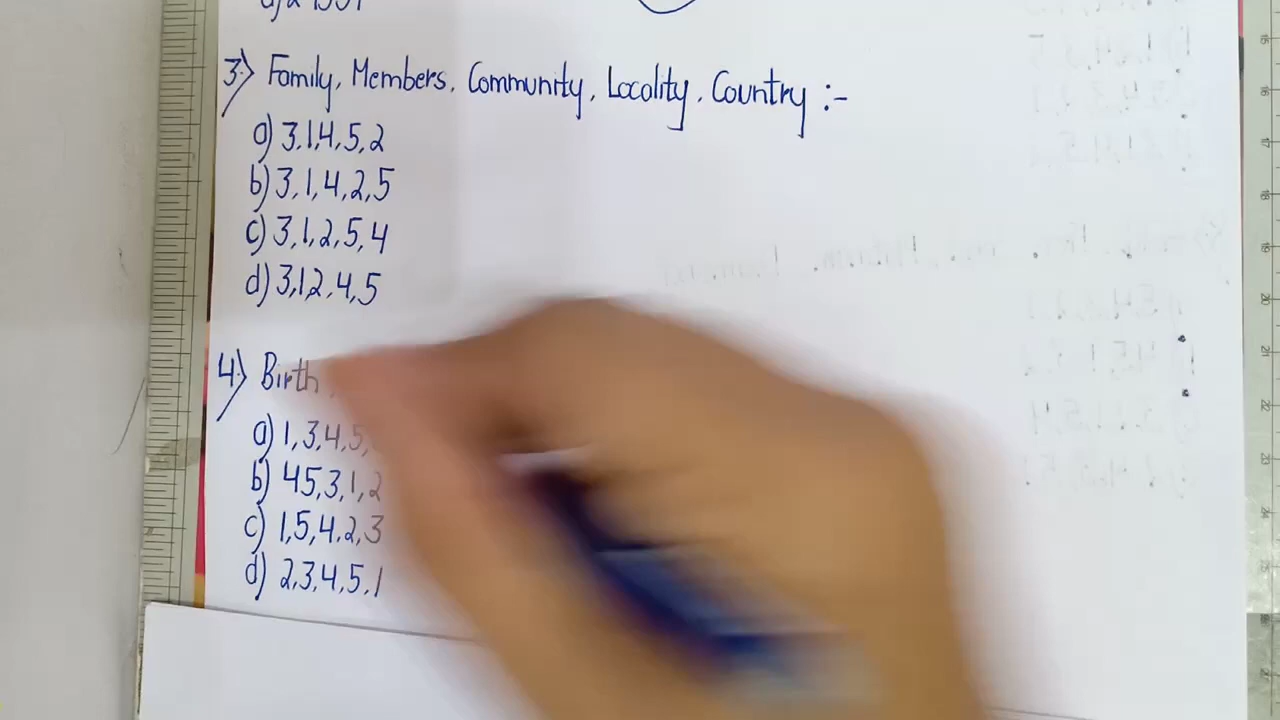 3.) Family, Members, Community, Locality, Country :-
a) 3,1,4,5,2
b) 3,1,4,2,5
c) 3,1,2,5,4
d) 3,1,2,4,5
4.) Birth
a) 1,3,4,5,
b) 4 5,3,1,2
c) 1,5,4,2,3
d) 2,3,4,5,1